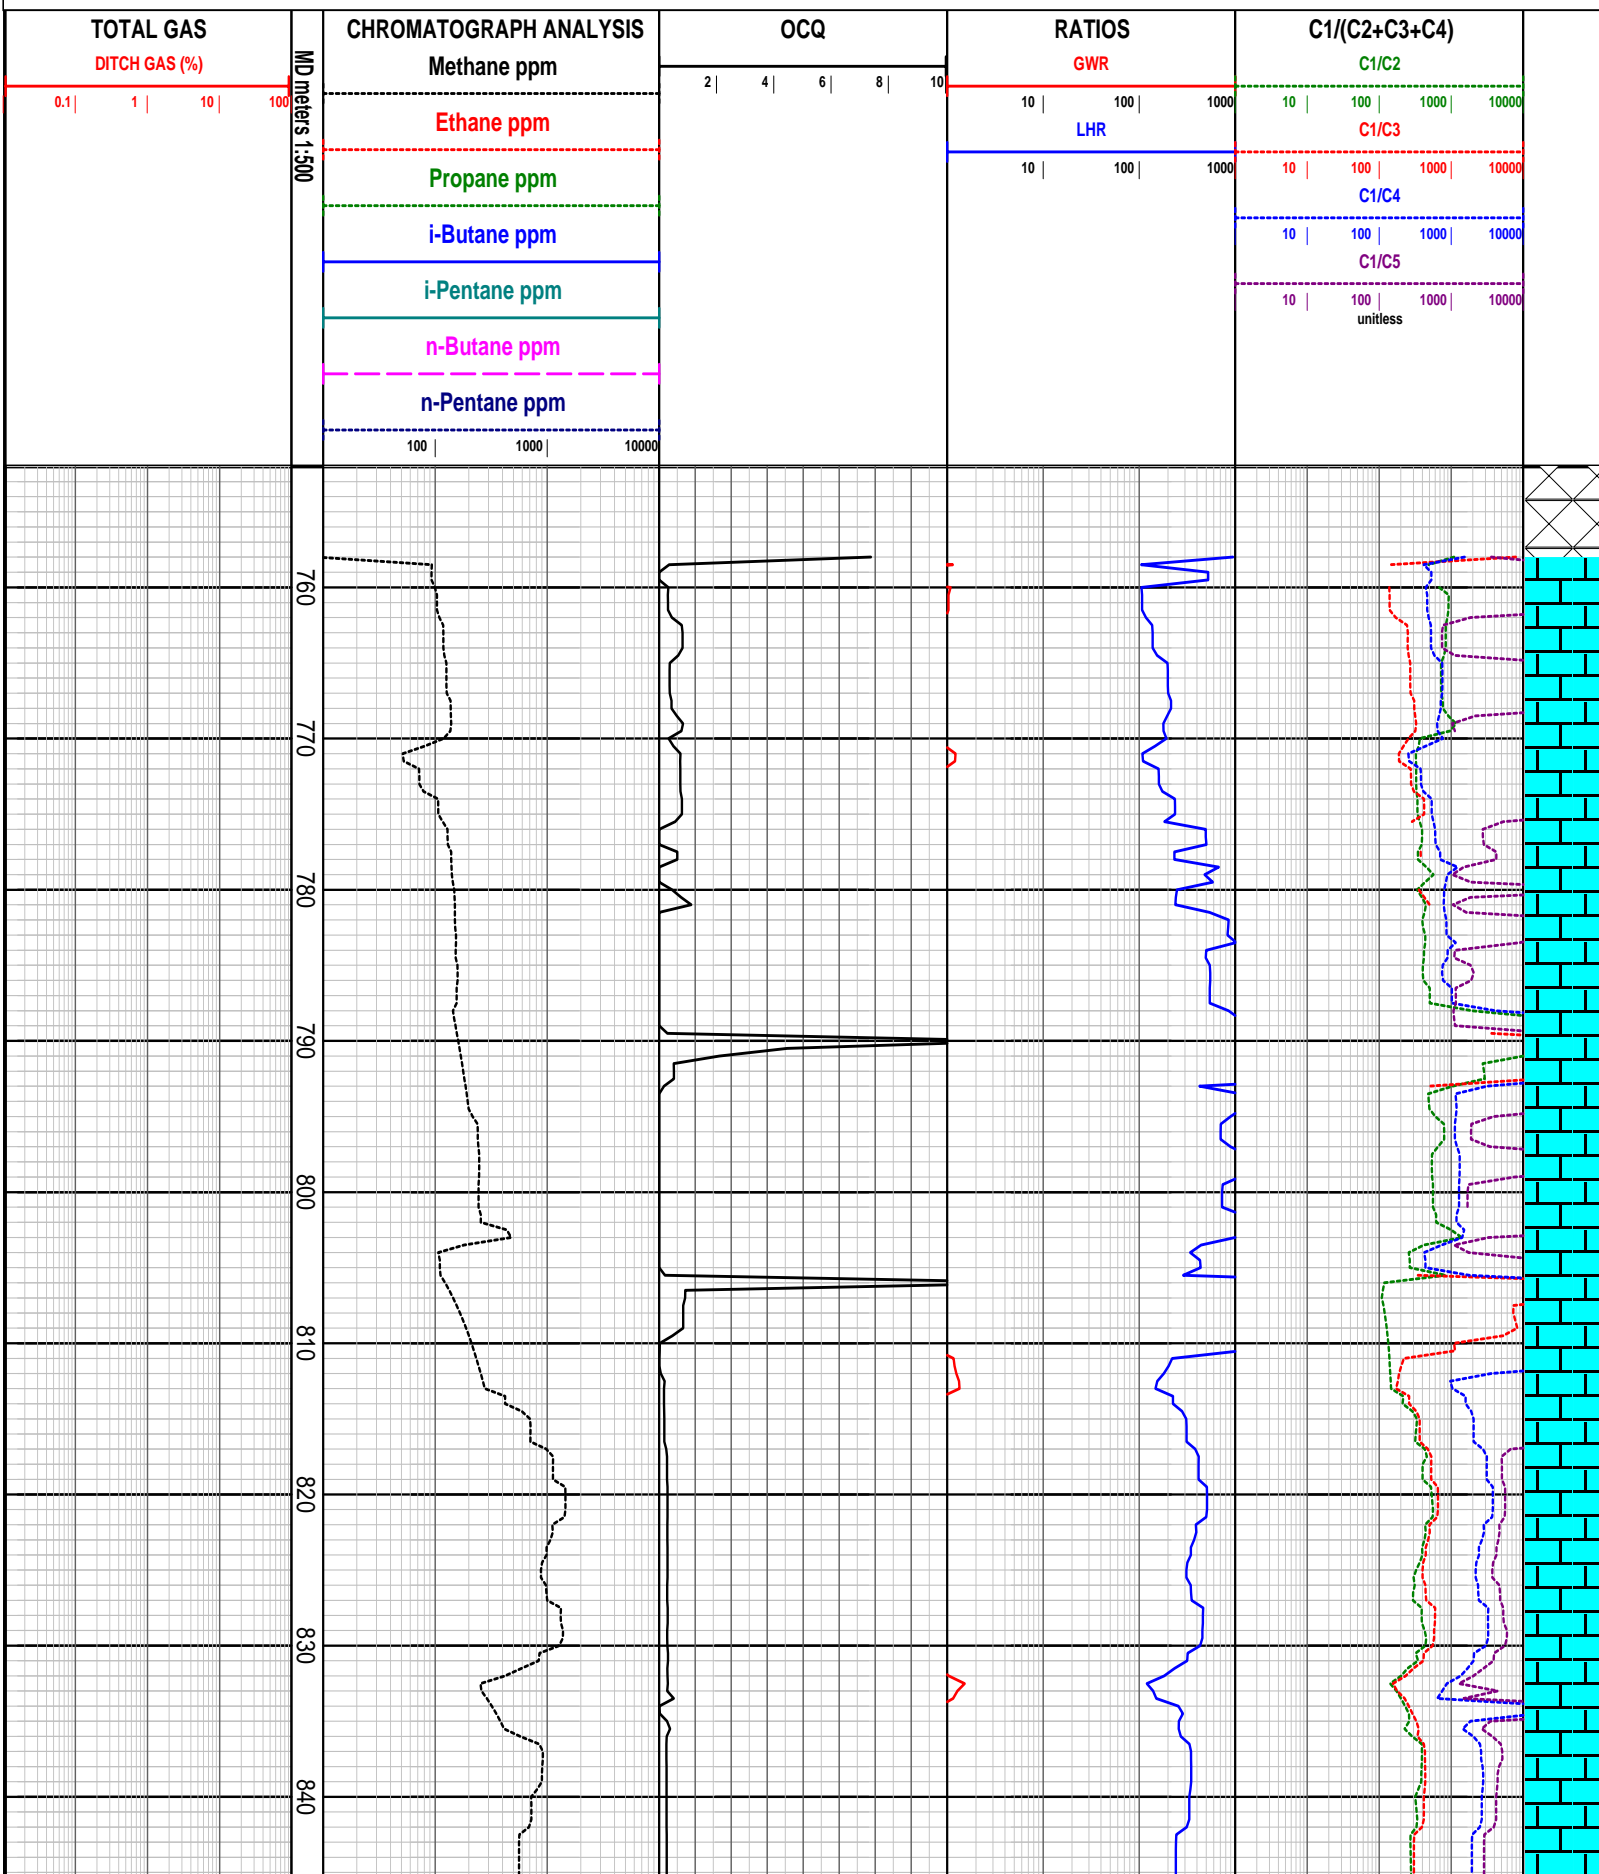 TOTAL GAS
DITCH GAS (%)
0.1 1 10 100
MD meters 1:500
CHROMATOGRAPH ANALYSIS
Methane ppm
Ethane ppm
Propane ppm
i-Butane ppm
i-Pentane ppm
n-Butane ppm
n-Pentane ppm
100 1000 10000
OCQ
2 4 6 8 10
RATIOS
GWR
10 100 1000
LHR
10 100 1000
C1/(C2+C3+C4)
C1/C2
10 100 1000 10000
C1/C3
10 100 1000 10000
C1/C4
10 100 1000 10000
C1/C5
10 100 1000 10000
unitless
760
770
780
790
800
810
820
830
840